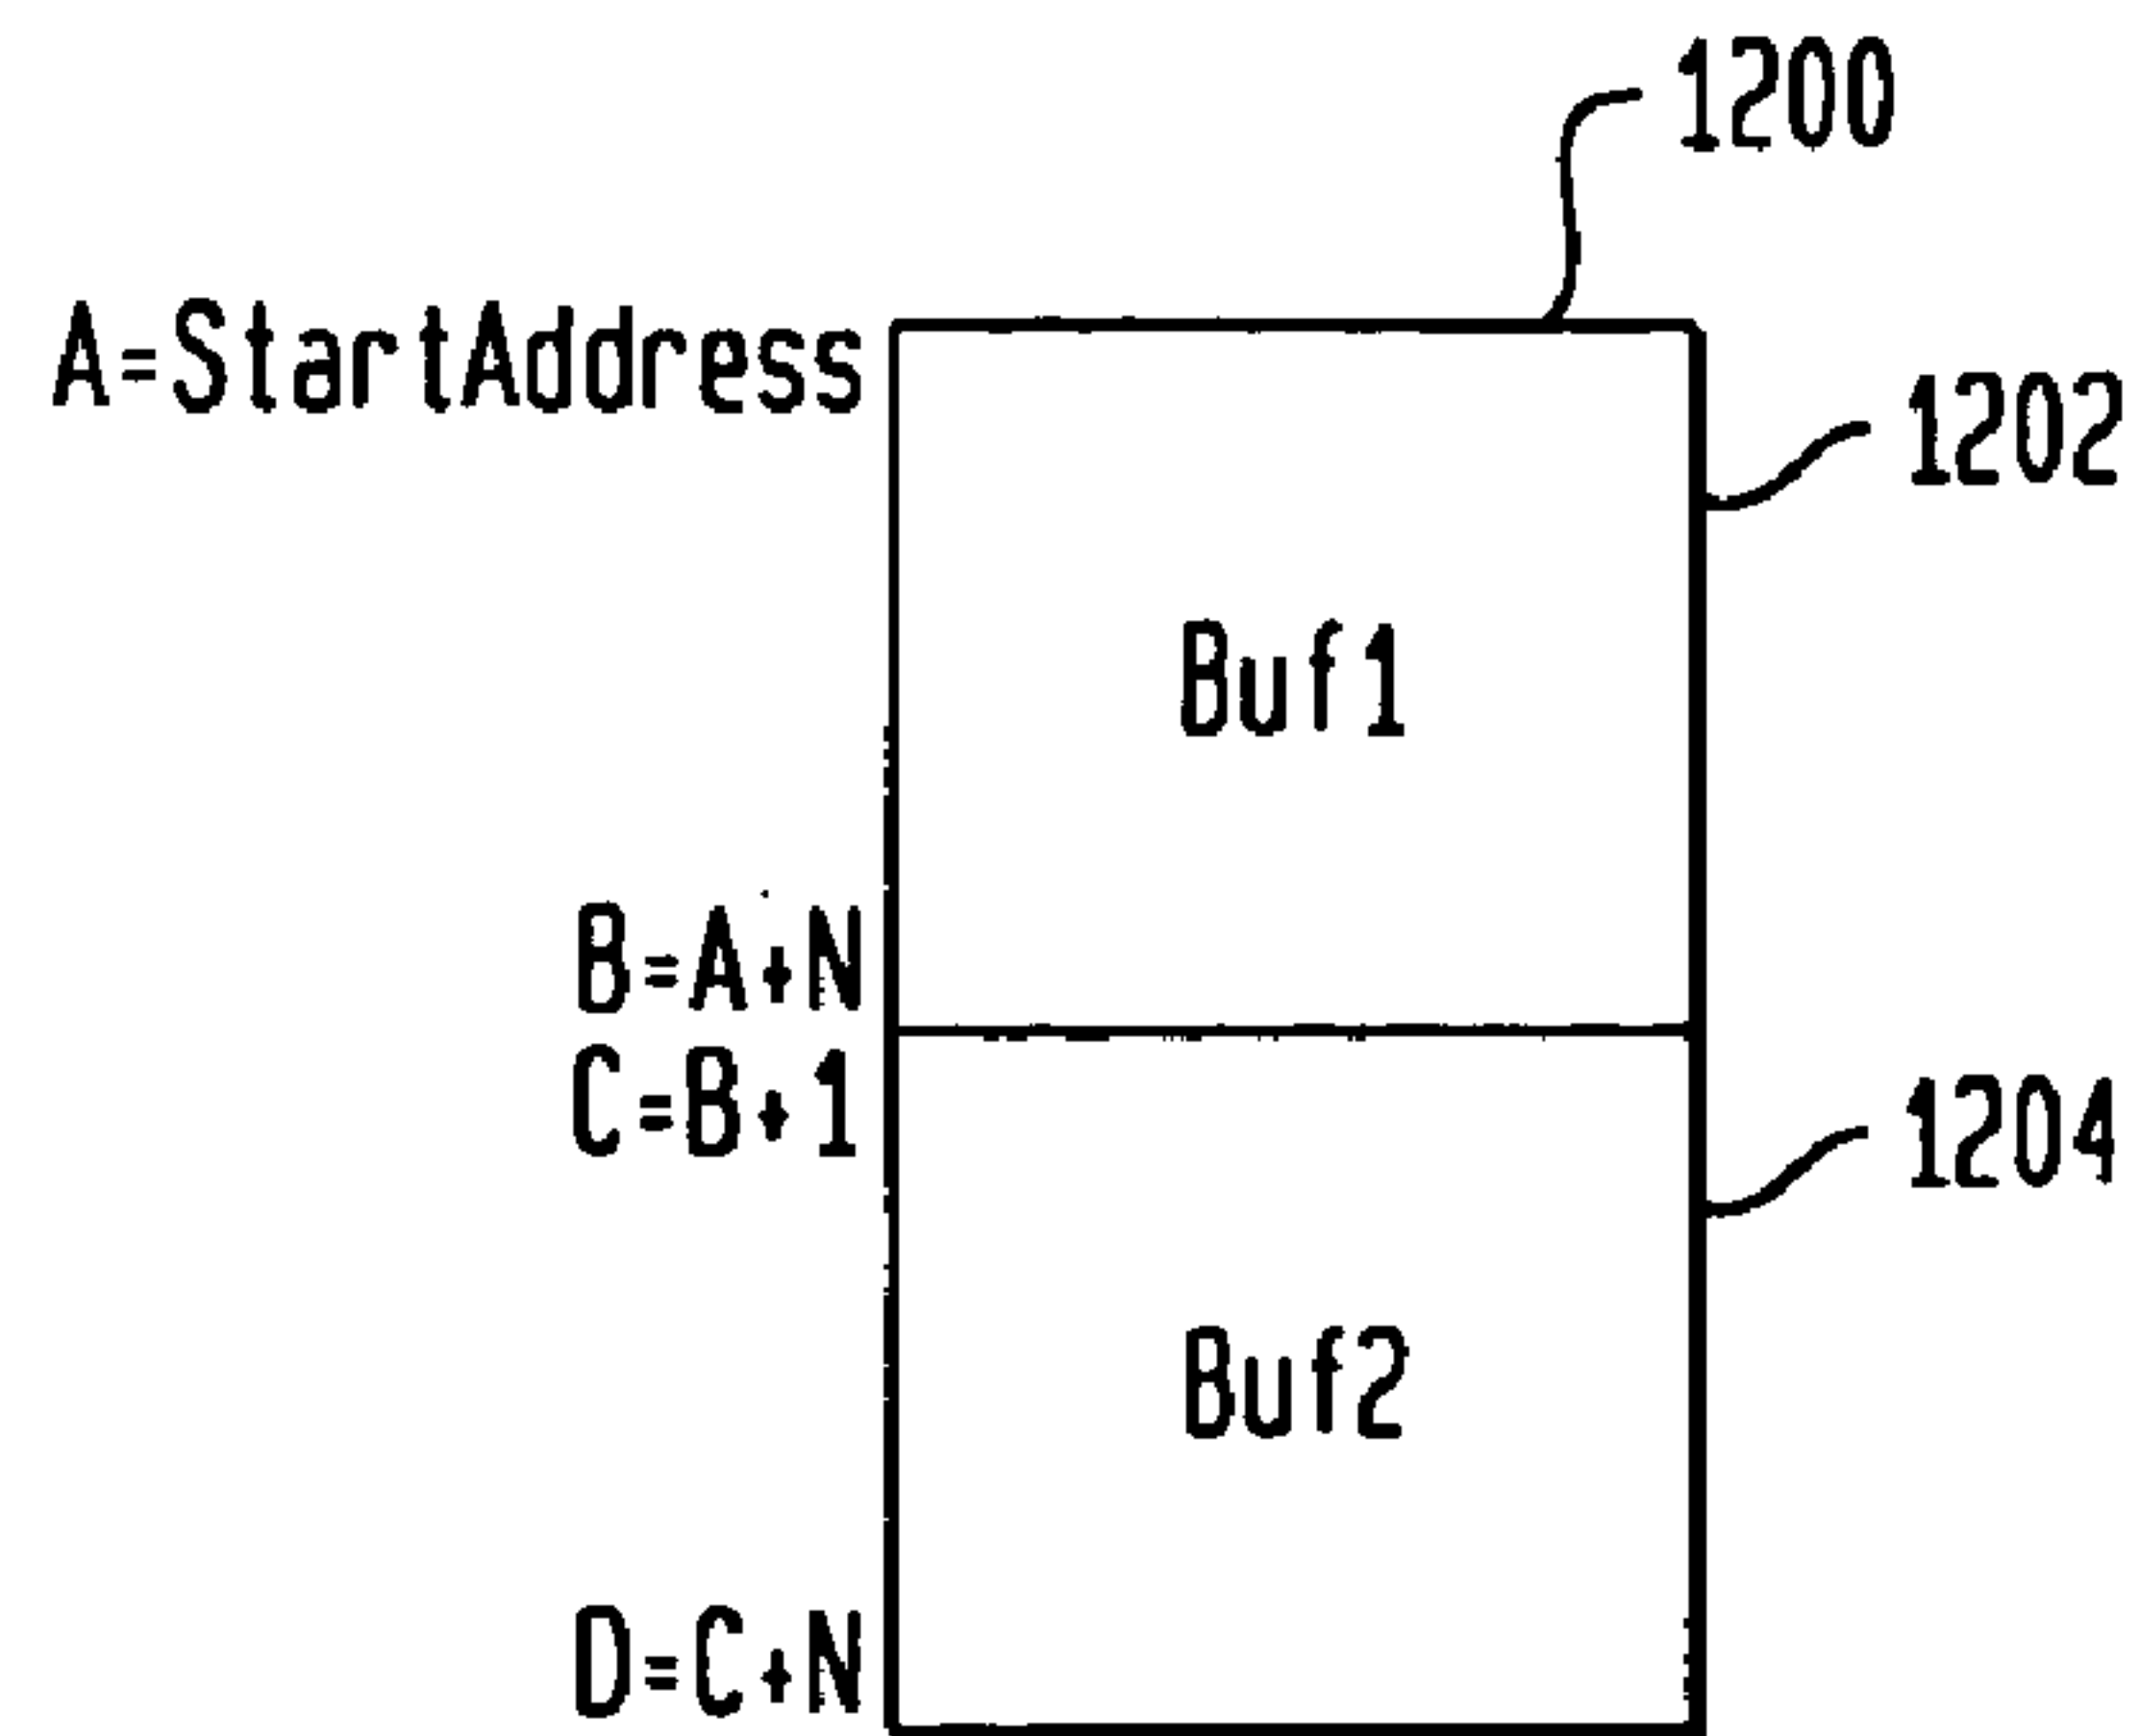 1200
A=StartAddress
1202
Buf1
B=A+N
C=B+1
1204
Buf2
D=C+N